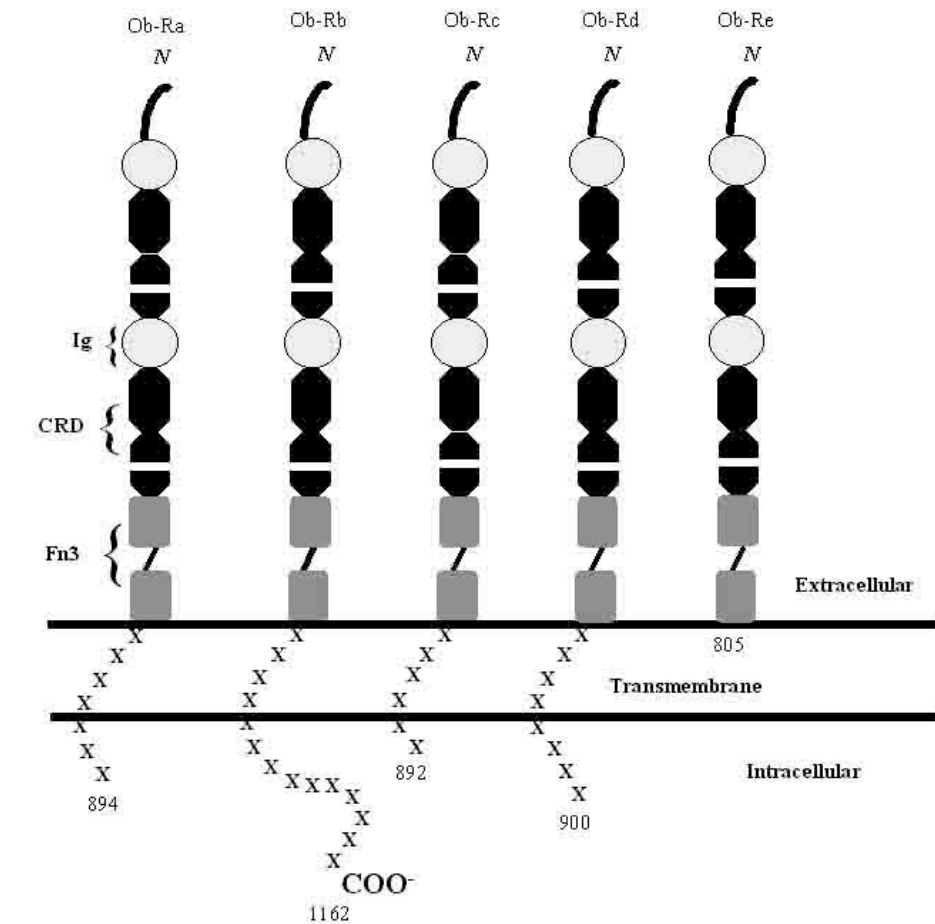 Ob-Ra Ob-Rb Ob-Rc Ob-Rd Ob-Re
N N N N N
Ig {
CRD {
Fn3 {
Extracellular
X X X X
805
X X X X
X X X X
Transmembrane
X X X X
X X X X
X X X X
X X X X
Intracellular
892
894
X X X X
X
X
900
X
X
COO-
1162